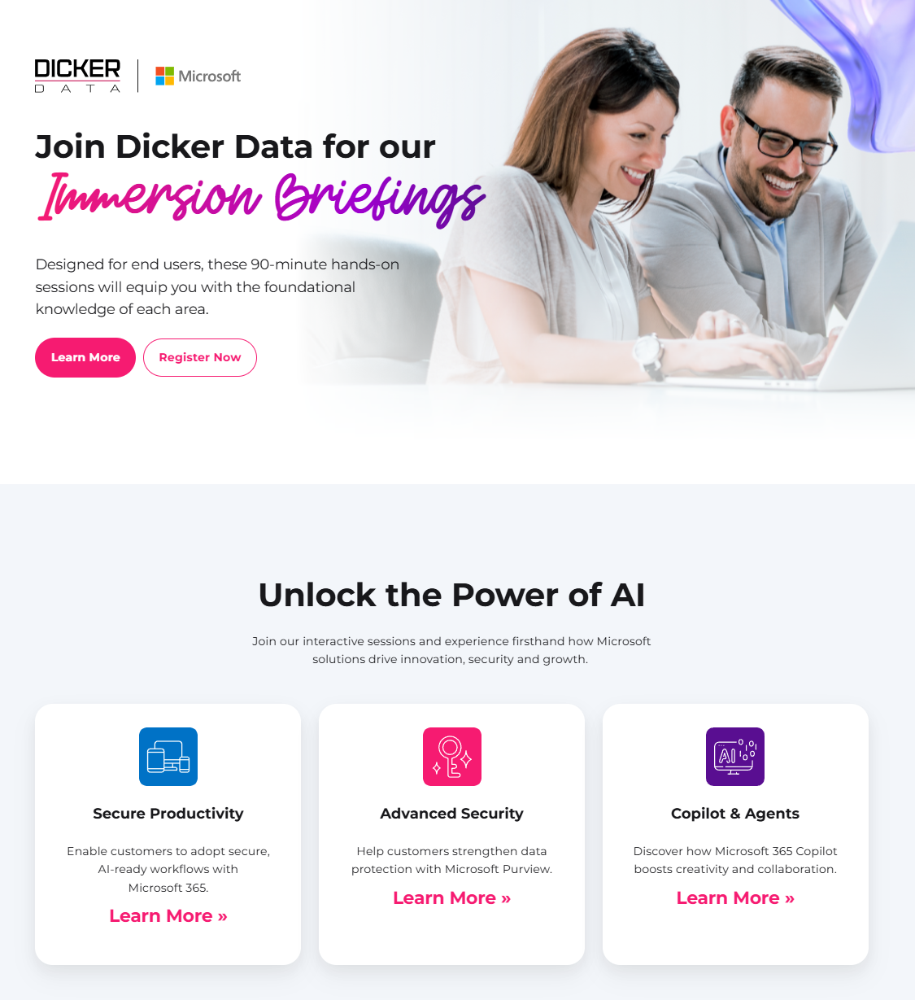 DICKER
DATA
Microsoft
Join Dicker Data for our
Immersion Briefings
Designed for end users, these 90-minute hands-on
sessions will equip you with the foundational
knowledge of each area.
Learn More
Register Now
Unlock the Power of AI
Join our interactive sessions and experience firsthand how Microsoft
solutions drive innovation, security and growth.
AI
Secure Productivity
Enable customers to adopt secure,
AI-ready workflows with
Microsoft 365.
Learn More »
Advanced Security
Help customers strengthen data
protection with Microsoft Purview.
Learn More »
Copilot & Agents
Discover how Microsoft 365 Copilot
boosts creativity and collaboration.
Learn More »